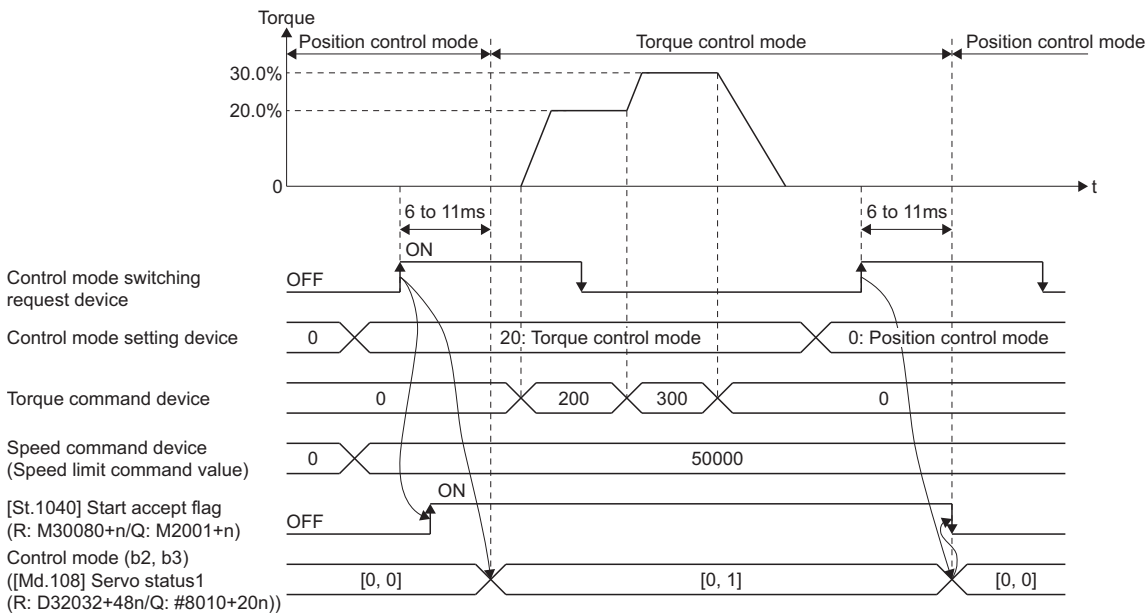 Torque
Position control mode
Torque control mode
Position control mode
30.0%
20.0%
0
t
6 to 11ms
6 to 11ms
Control mode switching
request device
OFF
ON
Control mode setting device
0
20: Torque control mode
0: Position control mode
Torque command device
0
200
300
0
Speed command device
(Speed limit command value)
0
50000
[St.1040] Start accept flag
(R: M30080+n/Q: M2001+n)
OFF
ON
Control mode (b2, b3)
([Md.108] Servo status1
(R: D32032+48n/Q: #8010+20n))
[0, 0]
[0, 1]
[0, 0]